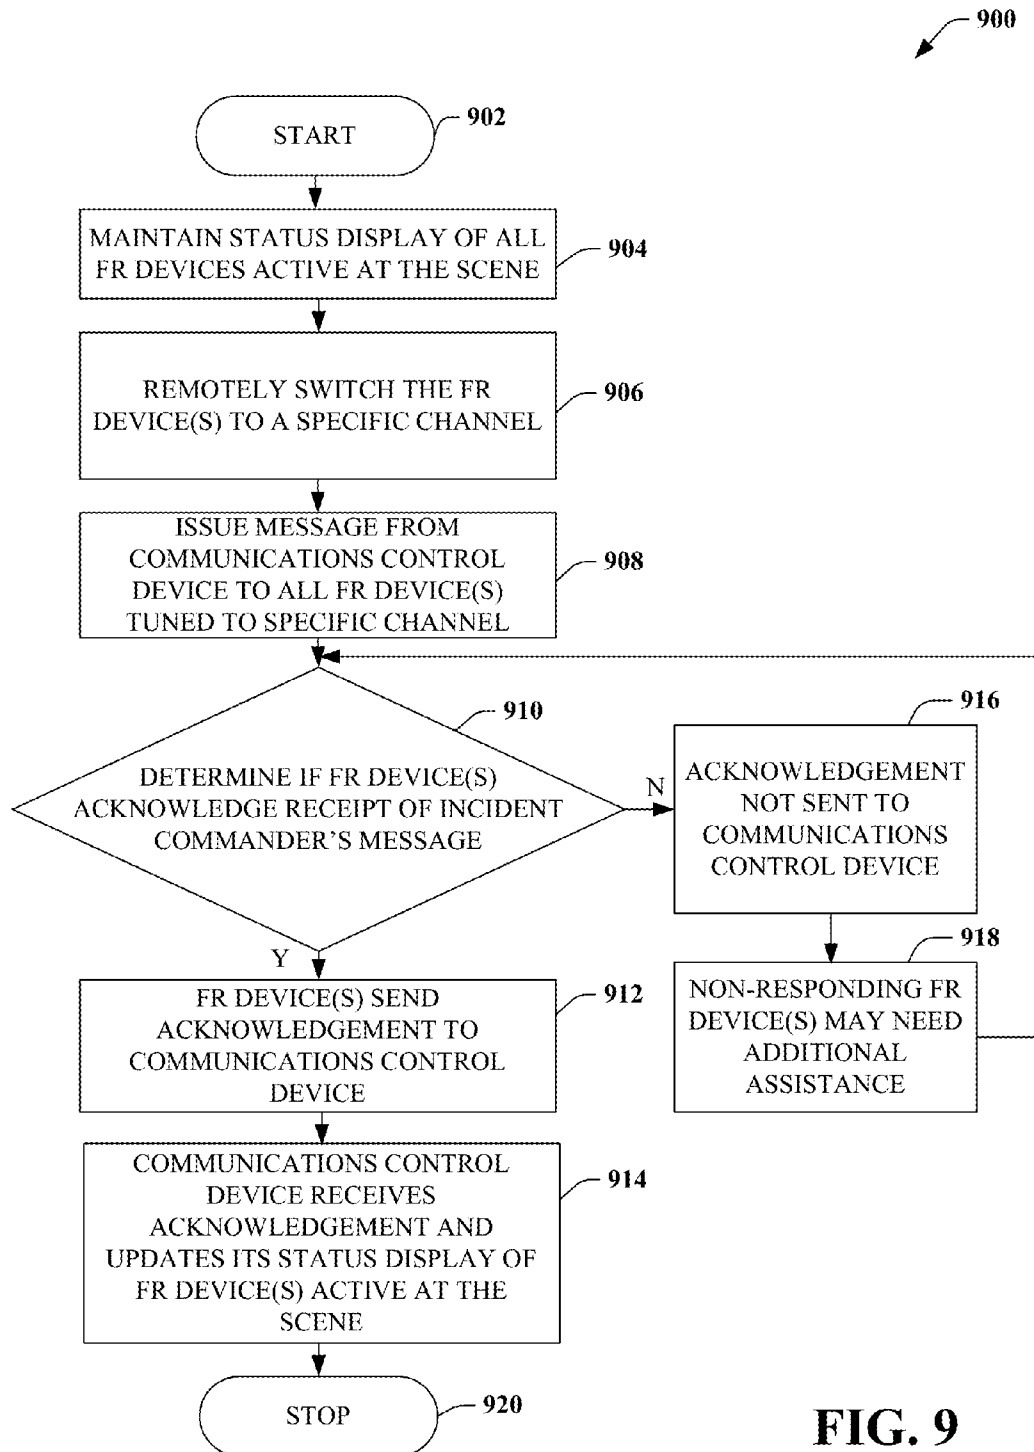 900
START
902
MAINTAIN STATUS DISPLAY OF ALL
FR DEVICES ACTIVE AT THE SCENE
904
REMOTELY SWITCH THE FR
DEVICE(S) TO A SPECIFIC CHANNEL
906
ISSUE MESSAGE FROM
COMMUNICATIONS CONTROL
DEVICE TO ALL FR DEVICE(S)
TUNED TO SPECIFIC CHANNEL
908
DETERMINE IF FR DEVICE(S)
ACKNOWLEDGE RECEIPT OF INCIDENT
COMMANDER'S MESSAGE
910
N
ACKNOWLEDGEMENT
NOT SENT TO
COMMUNICATIONS
CONTROL DEVICE
916
Y
NON-RESPONDING FR
DEVICE(S) MAY NEED
ADDITIONAL
ASSISTANCE
918
FR DEVICE(S) SEND
ACKNOWLEDGEMENT TO
COMMUNICATIONS CONTROL
DEVICE
912
COMMUNICATIONS CONTROL
DEVICE RECEIVES
ACKNOWLEDGEMENT AND
UPDATES ITS STATUS DISPLAY OF
FR DEVICE(S) ACTIVE AT THE
SCENE
914
STOP
920
FIG. 9